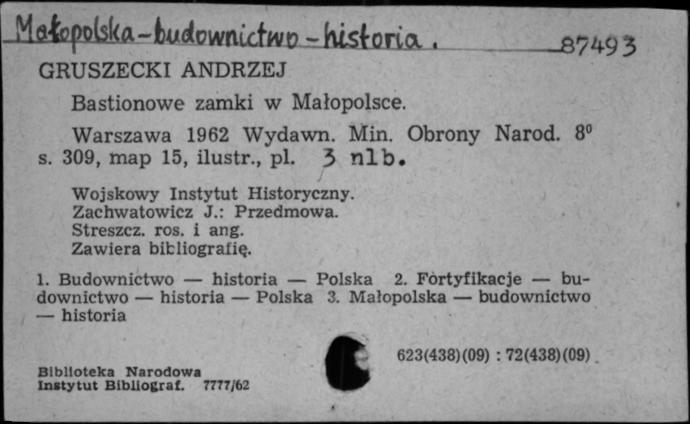 Małopolska - budownictwo - historia. 87493
GRUSZECKI ANDRZEJ
Bastionowe zamki w Małopolsce.
Warszawa 1962 Wydawn. Min. Obrony Narod. 8⁰
s. 309, map 15, ilustr., pl. 3 nlb.
Wojskowy Instytut Historyczny.
Zachwatowicz J.: Przedmowa.
Streszcz. ros. i ang.
Zawiera bibliografię.
1. Budownictwo — historia — Polska 2. Fortyfikacje — bu-
downictwo — historia — Polska 3. Małopolska — budownictwo
— historia
623(438)(09) : 72(438)(09)
Biblioteka Narodowa
Instytut Bibliograf. 7777/62